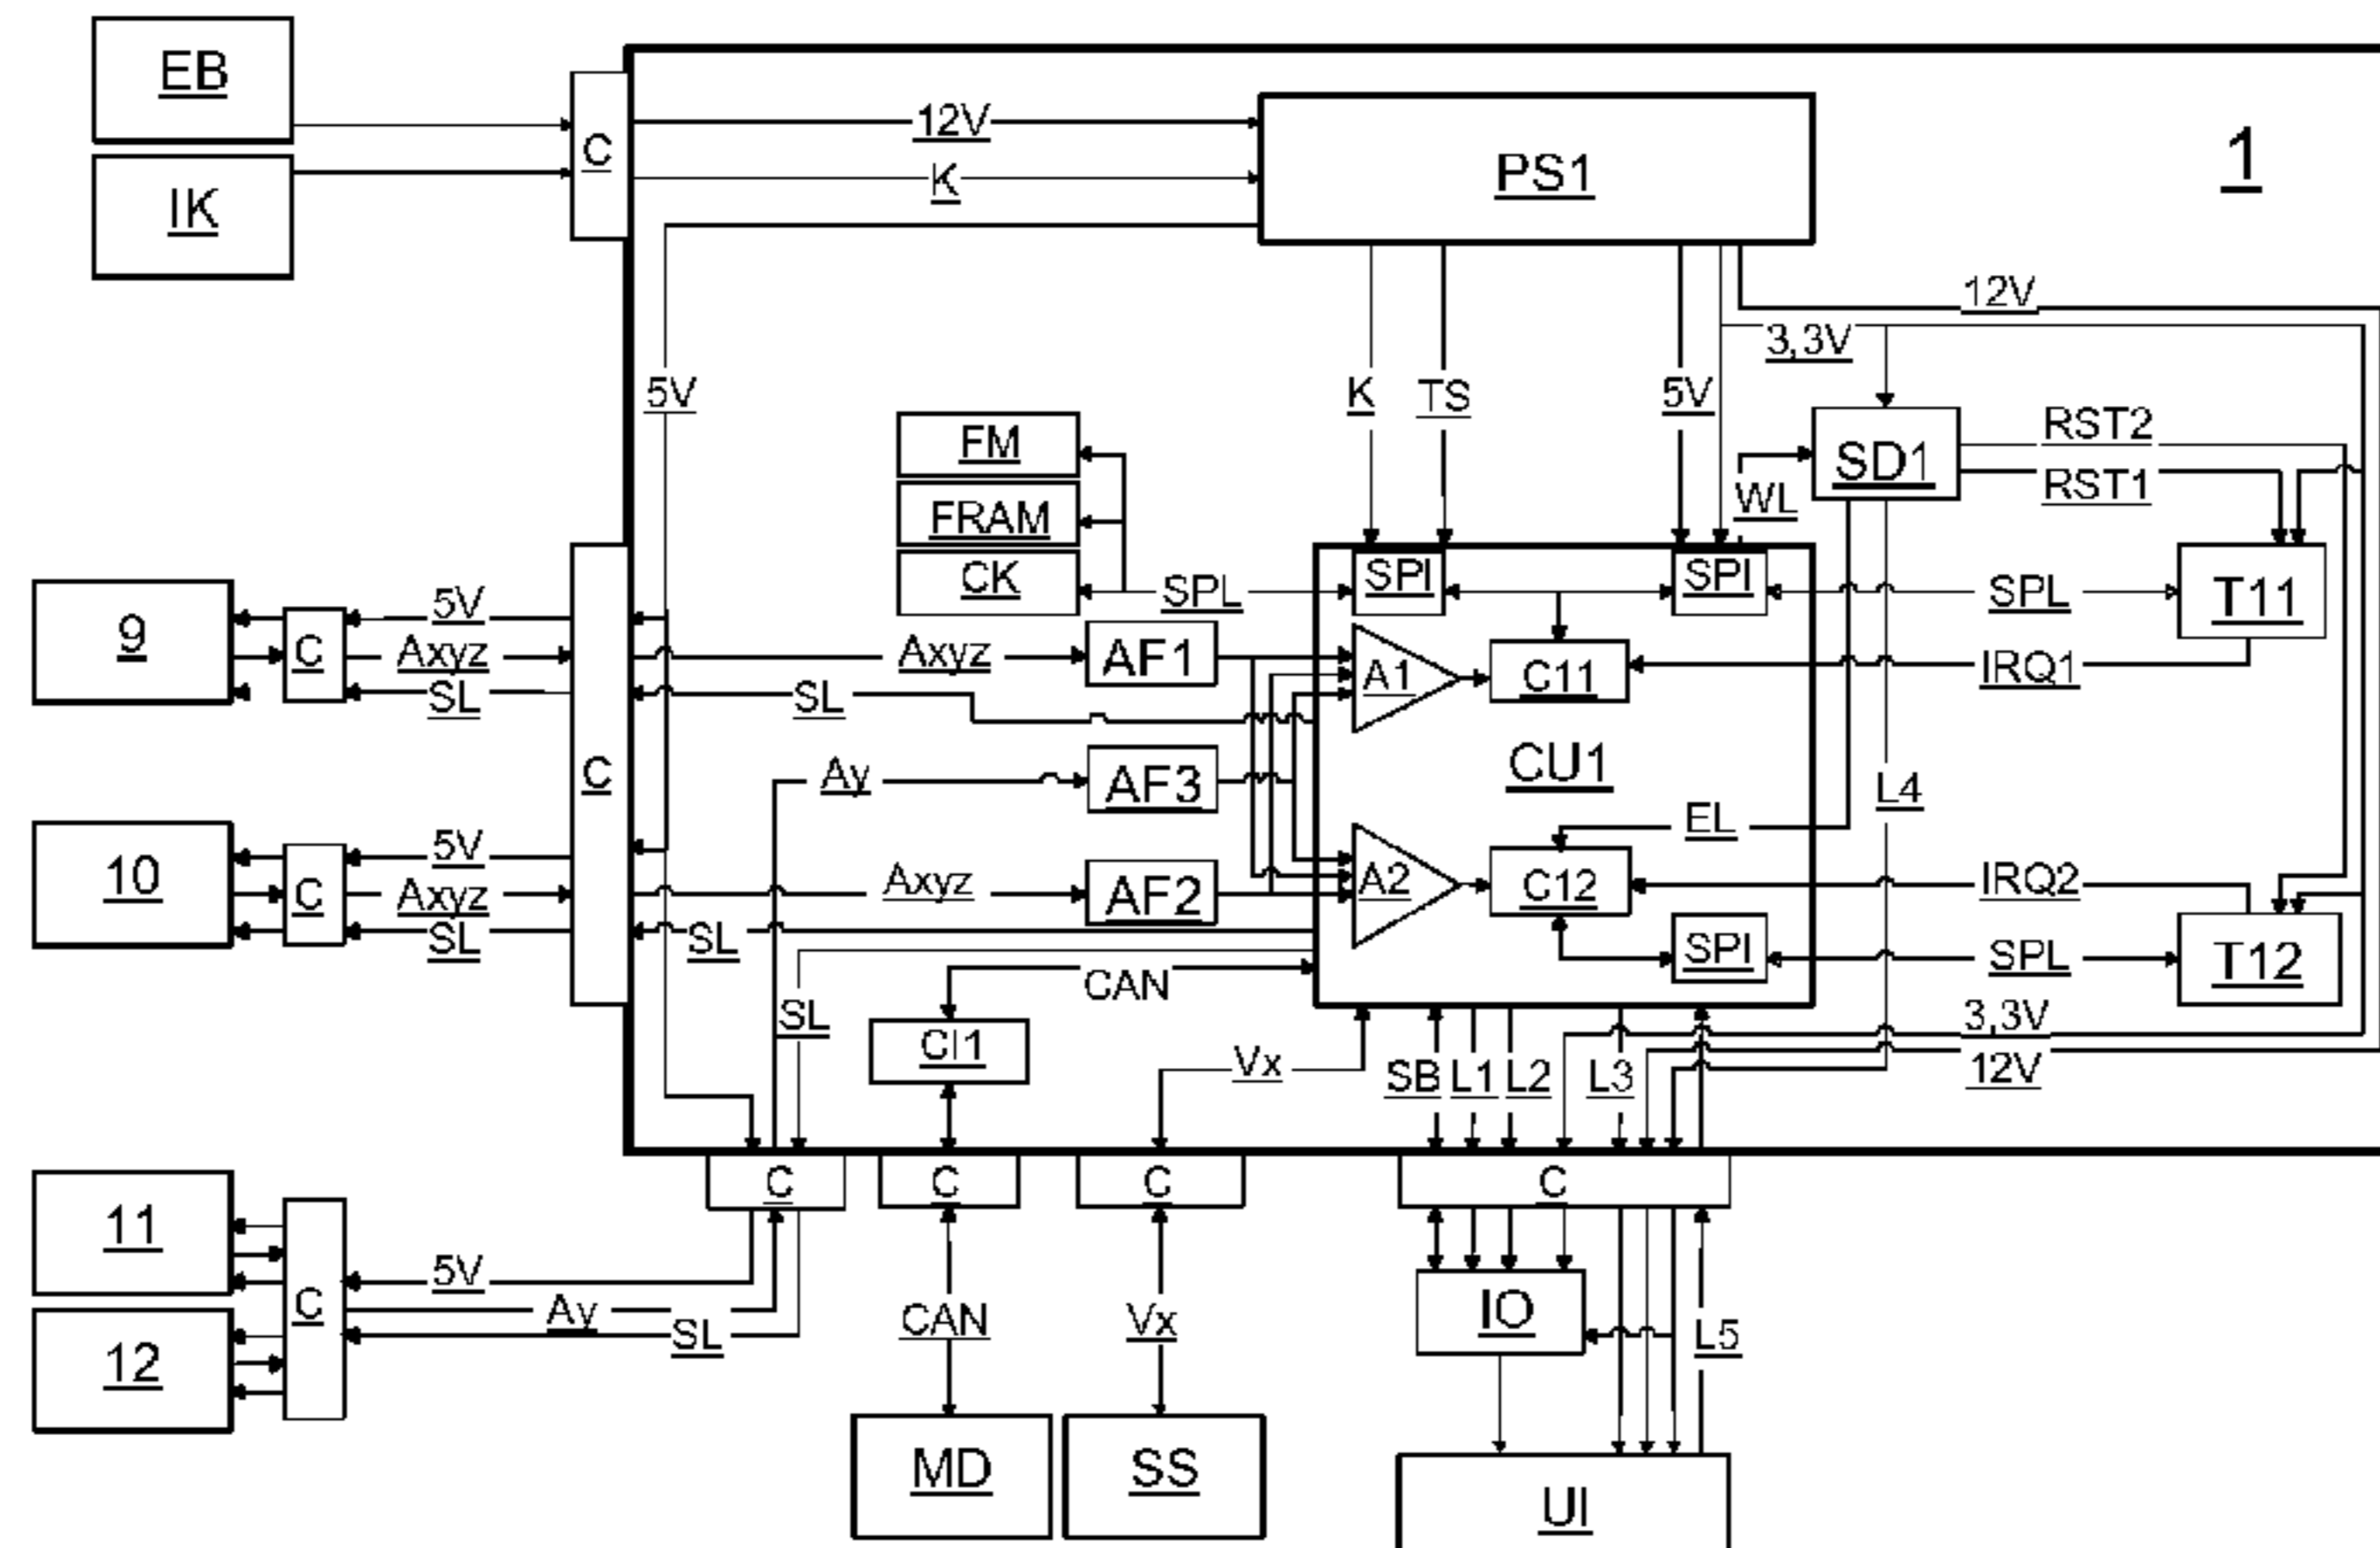 EB
12V
C
PS1
1
K
IK
12V
3,3V
5V
K
TS
5V
RST2
FM
SD1
RST1
WL
FRAM
CK
SPL
SPI
SPI
SPL
T11
9
5V
C
Axyz
SL
Axyz
AF1
A1
C11
IRQ1
SL
C
Ay
AF3
CU1
L4
EL
10
5V
C
Axyz
SL
Axyz
AF2
A2
C12
IRQ2
SL
SPI
SPL
T12
CAN
SL
CI1
3,3V
Vx
SB
L1
L2
L3
12V
C
C
C
C
11
5V
C
Ay
SL
CAN
Vx
IO
L5
12
MD
SS
UI